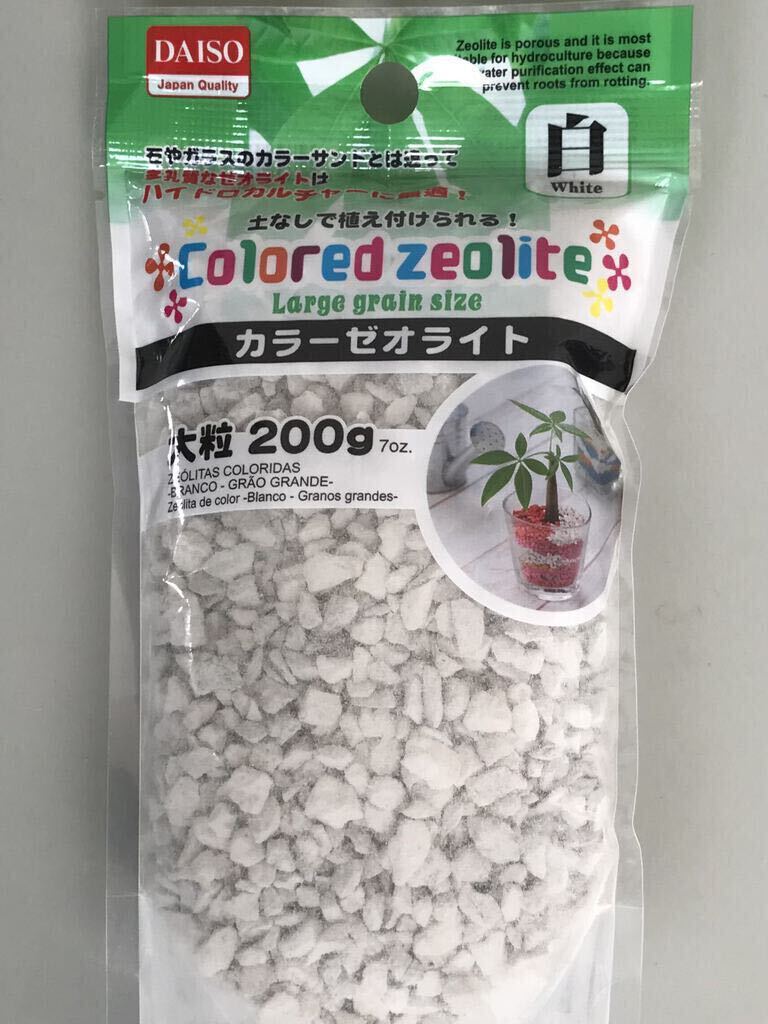 DAISO
Japan Quality
Zeolite is porous and it is most
for hydroculture because
water purification effect can
prevent roots from rotting.
白
White
石やガラスのカラーサンドとは違って
多孔質なゼオライトは
ハイドロカルチャーに最適！
土なしで植え付けられる！
Colored zeolite
Large grain size
カラーゼオライト
大粒 200g 7oz.
ZEÓLITAS COLORIDAS
-BRANCO - GRÃO GRANDE-
Zeolita de color -Blanco - Granos grandes-